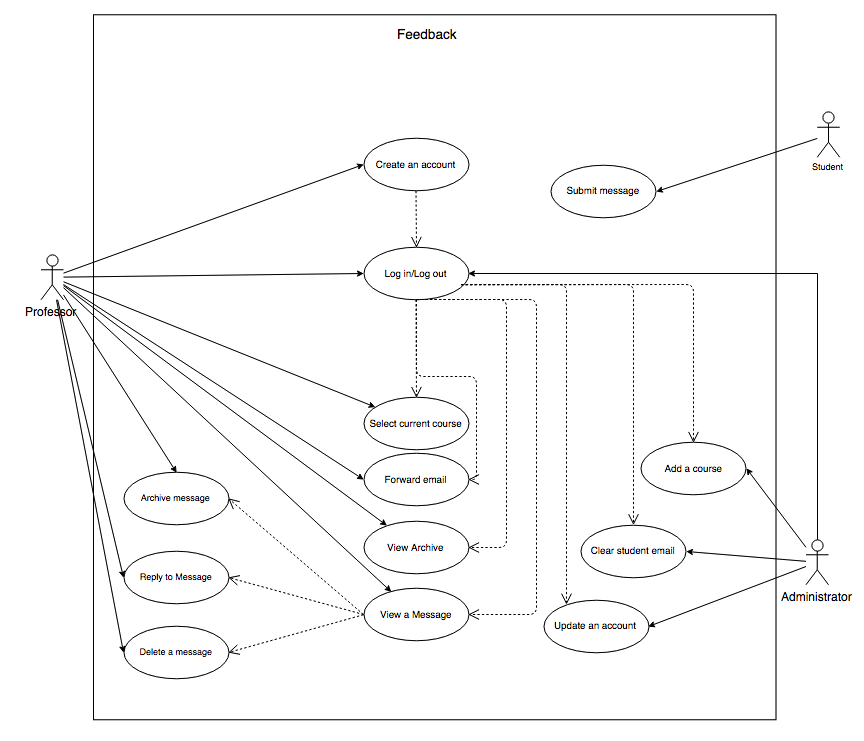 Feedback
Create an account
Student
Submit message
Log in/Log out
Professor
Select current course
Add a course
Forward email
Archive message
View Archive
Clear student email
Reply to Message
Administrator
View a Message
Update an account
Delete a message